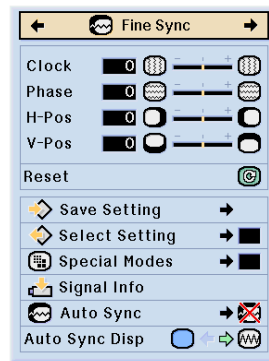 Fine Sync
Clock 0
Phase 0
H-Pos 0
V-Pos 0
Reset
Save Setting
Select Setting
Special Modes
Signal Info
Auto Sync
Auto Sync Disp